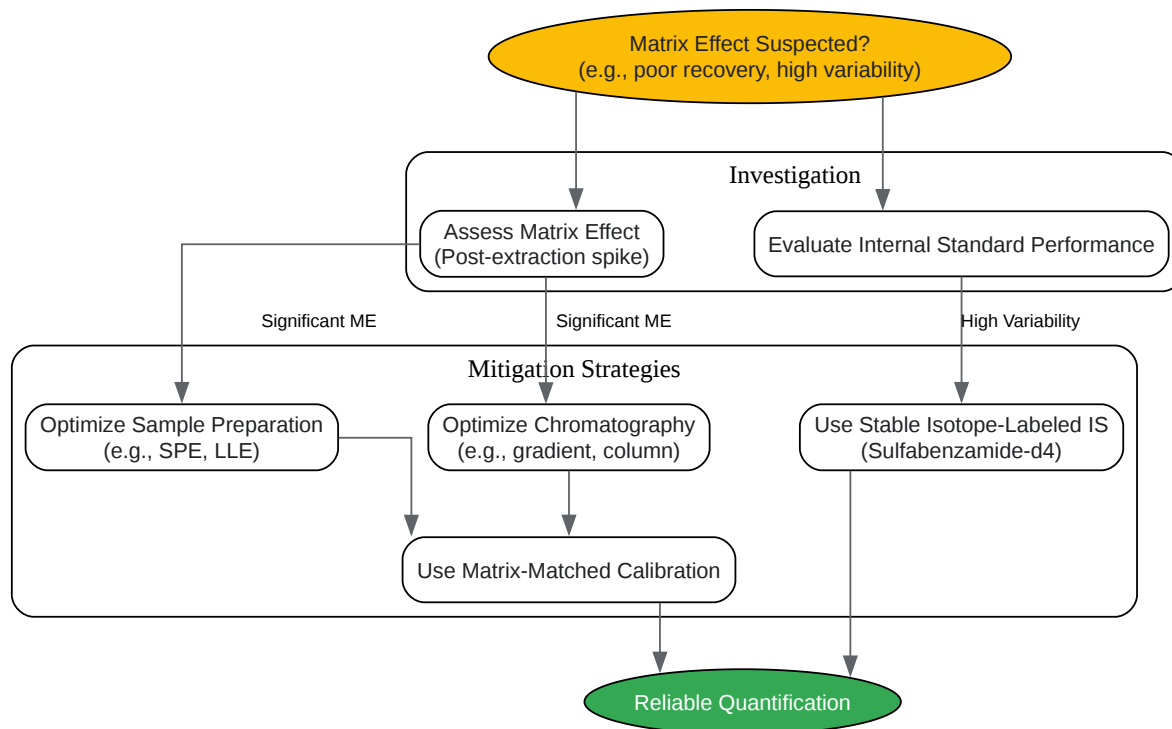 Matrix Effect Suspected?
(e.g., poor recovery, high variability)
Investigation
Assess Matrix Effect
(Post-extraction spike)
Evaluate Internal Standard Performance
Significant ME
Significant ME
High Variability
Mitigation Strategies
Optimize Sample Preparation
(e.g., SPE, LLE)
Optimize Chromatography
(e.g., gradient, column)
Use Stable Isotope-Labeled IS
(Sulfabenzamide-d4)
Use Matrix-Matched Calibration
Reliable Quantification